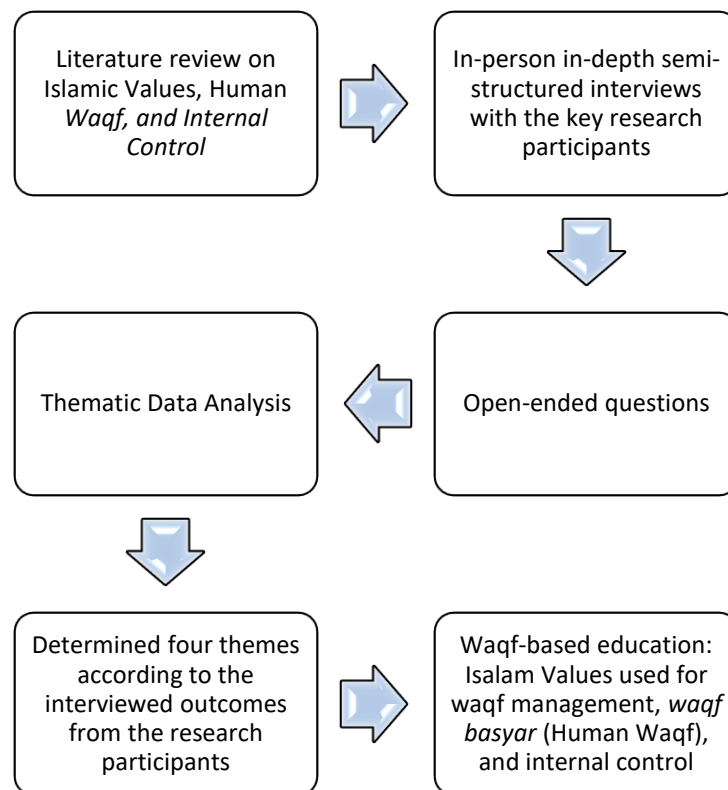 Literature review on
Islamic Values, Human
Waqf, and Internal
Control
In-person in-depth semi-
structured interviews
with the key research
participants
Open-ended questions
Thematic Data Analysis
Determined four themes
according to the
interviewed outcomes
from the research
participants
Waqf-based education:
Isalam Values used for
waqf management, waqf
basyar (Human Waqf),
and internal control